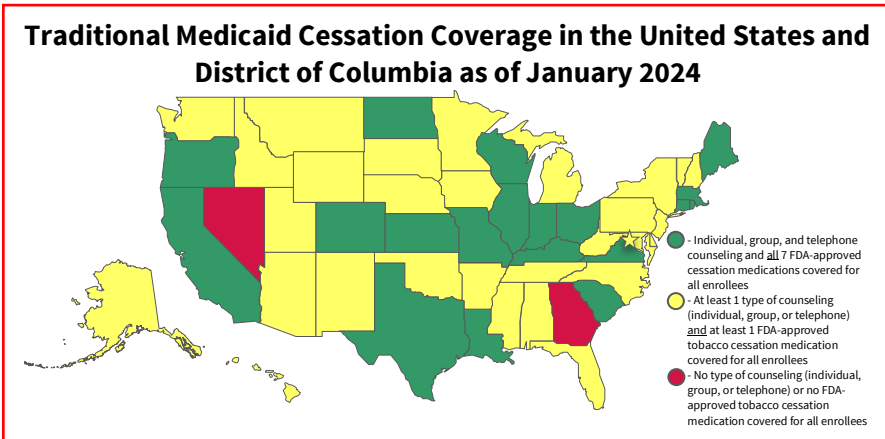 Traditional Medicaid Cessation Coverage in the United States and
District of Columbia as of January 2024
- Individual, group, and telephone
counseling and all 7 FDA-approved
cessation medications covered for
all enrollees
- At least 1 type of counseling
(individual, group, or telephone)
and at least 1 FDA-approved
tobacco cessation medication
covered for all enrollees
- No type of counseling (individual,
group, or telephone) or no FDA-
approved tobacco cessation
medication covered for all enrollees